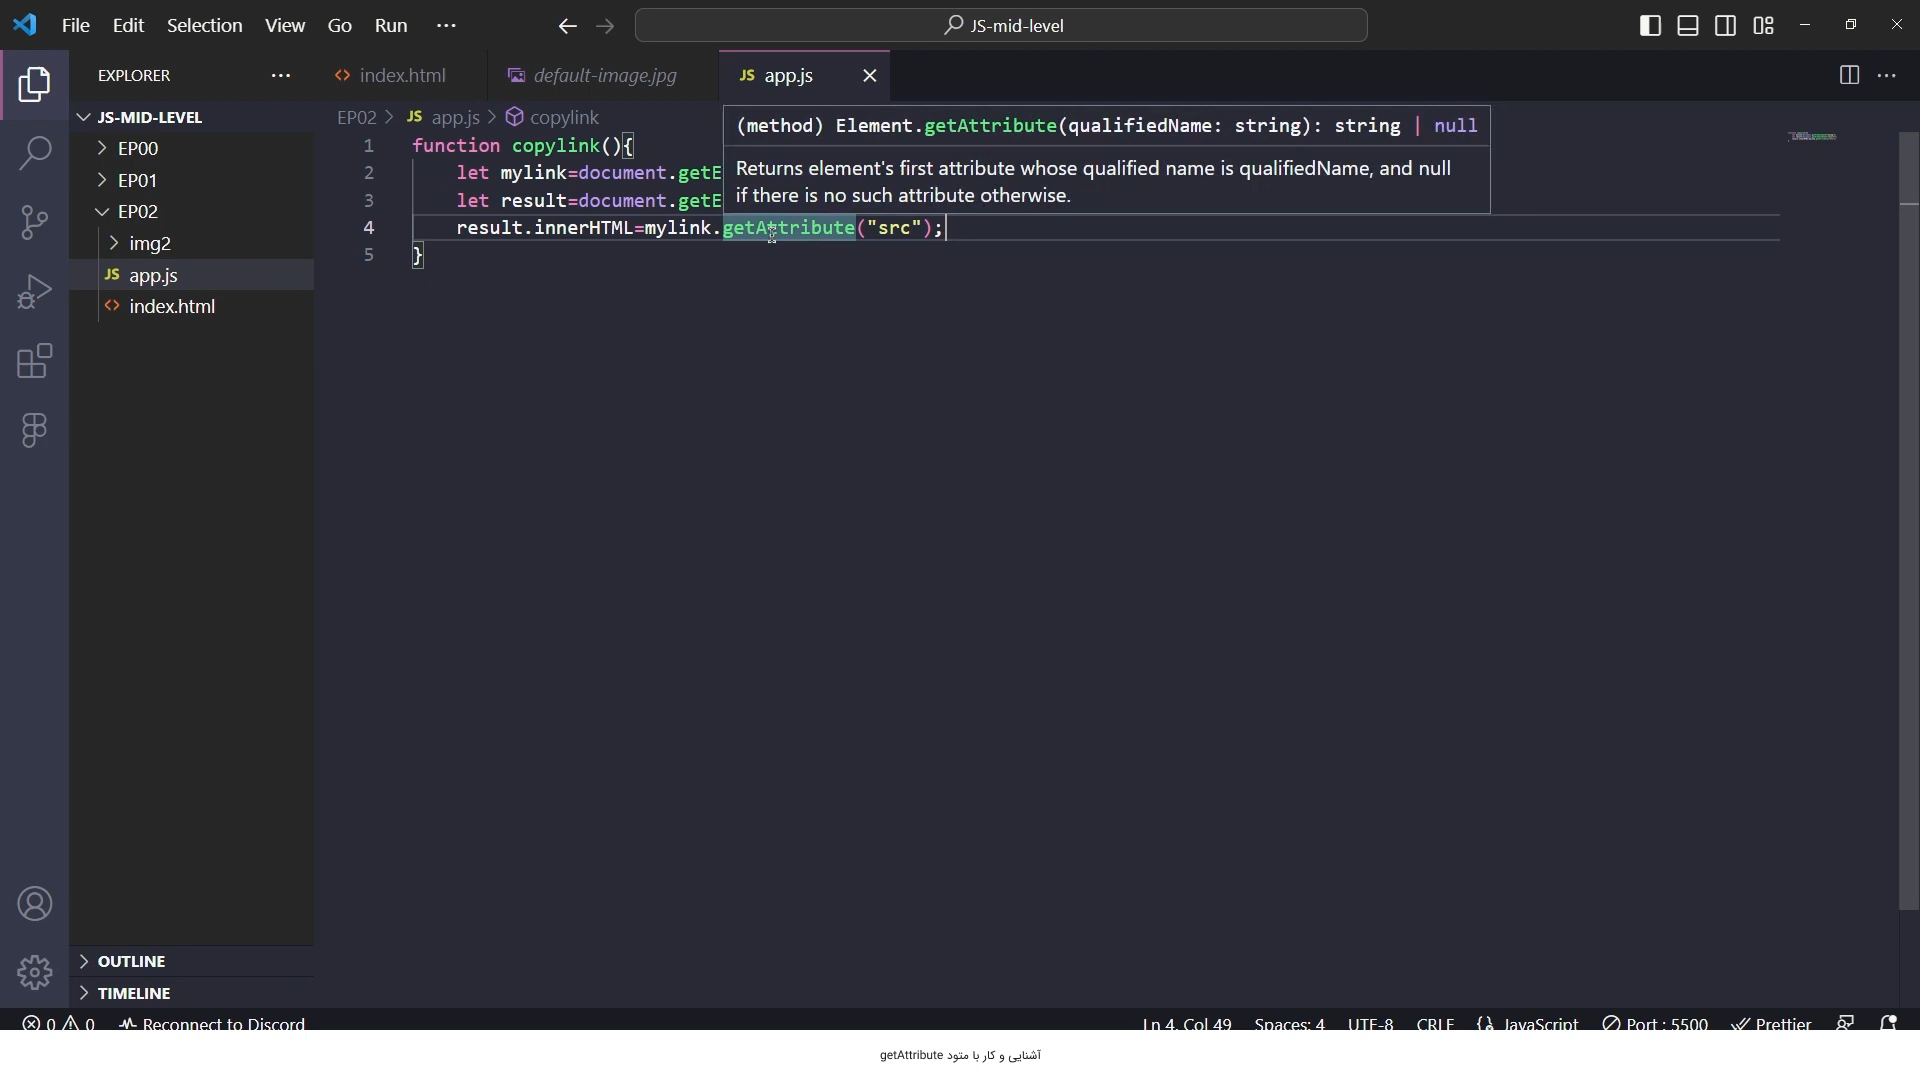 File Edit Selection View Go Run ··· JS-mid-level
EXPLORER ···
index.html default-image.jpg JS app.js
JS-MID-LEVEL
EP00
EP01
EP02
img2
JS app.js
index.html
OUTLINE
TIMELINE
EP02 > JS app.js > copylink
1 function copylink(){
2 let mylink=document.getE
3 let result=document.getE
4 result.innerHTML=mylink.getAttribute("src");
5 }
(method) Element.getAttribute(qualifiedName: string): string | null
Returns element's first attribute whose qualified name is qualifiedName, and null
if there is no such attribute otherwise.
0 0 Reconnect to Discord Ln 4, Col 49 Spaces: 4 UTF-8 CRLF {} JavaScript Port : 5500 Prettier
آشنایی و کار با متود getAttribute